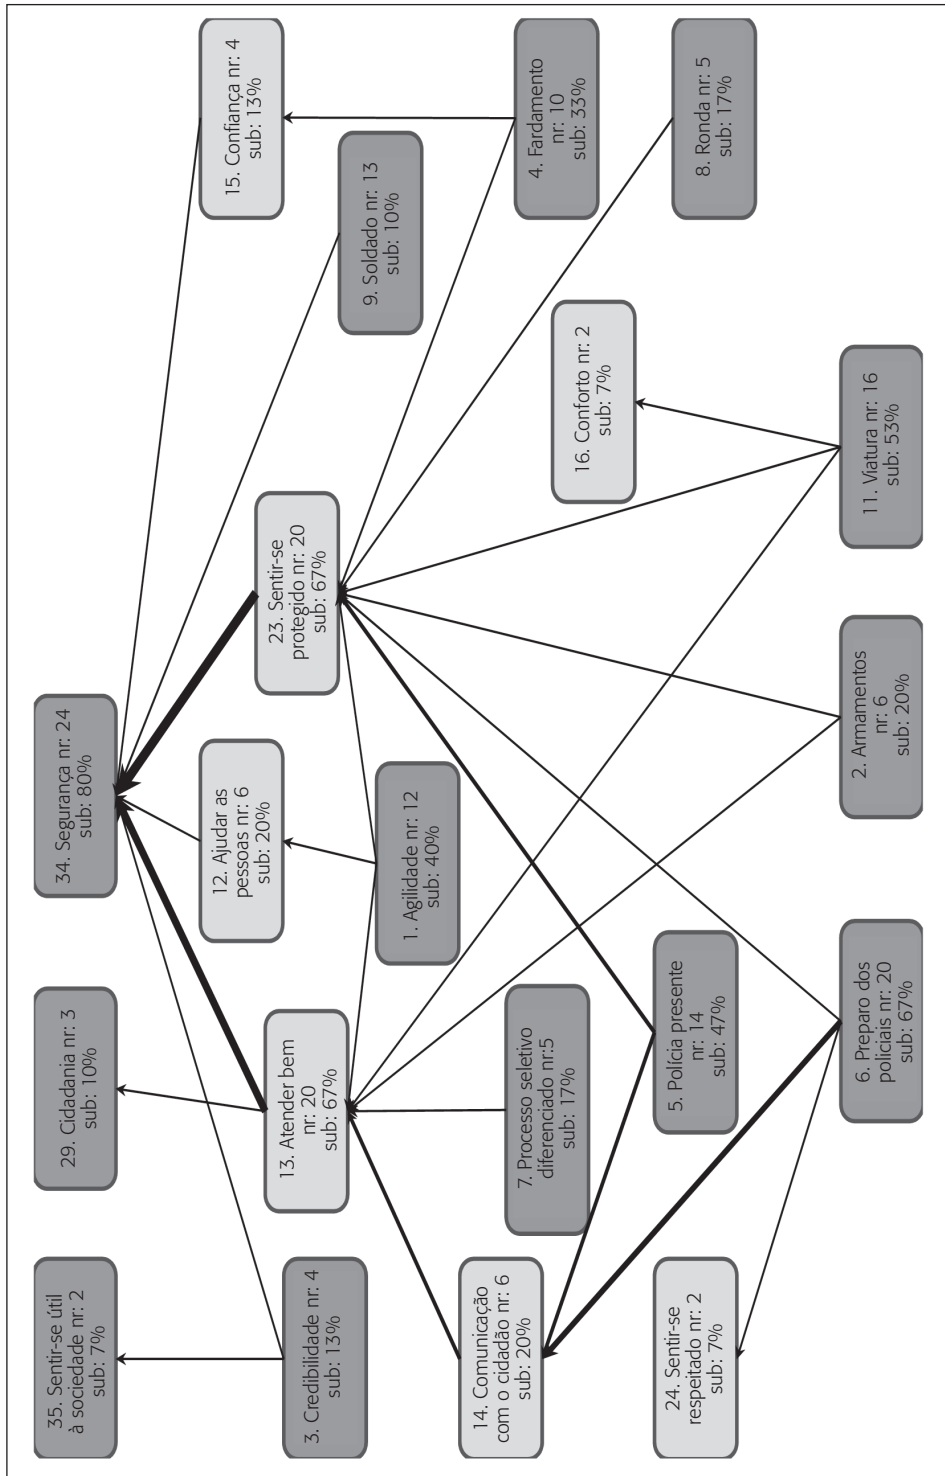 35. Sentir-se útil
à sociedade nr: 2
sub: 7%
29. Cidadania nr: 3
sub: 10%
34. Segurança nr: 24
sub: 80%
12. Ajudar as
pessoas nr: 6
sub: 20%
15. Confiança nr: 4
sub: 13%
3. Credibilidade nr: 4
sub: 13%
13. Atender bem
nr: 20
sub: 67%
23. Sentir-se
protegido nr: 20
sub: 67%
1. Agilidade nr: 12
sub: 40%
9. Soldado nr: 13
sub: 10%
14. Comunicação
com o cidadão nr: 6
sub: 20%
7. Processo seletivo
diferenciado nr:5
sub: 17%
16. Conforto nr: 2
sub: 7%
4. Fardamento
nr: 10
sub: 33%
24. Sentir-se
respeitado nr: 2
sub: 7%
5. Polícia presente
nr: 14
sub: 47%
8. Ronda nr: 5
sub: 17%
6. Preparo dos
policiais nr: 20
sub: 67%
2. Armamentos
nr: 6
sub: 20%
11. Viatura nr: 16
sub: 53%